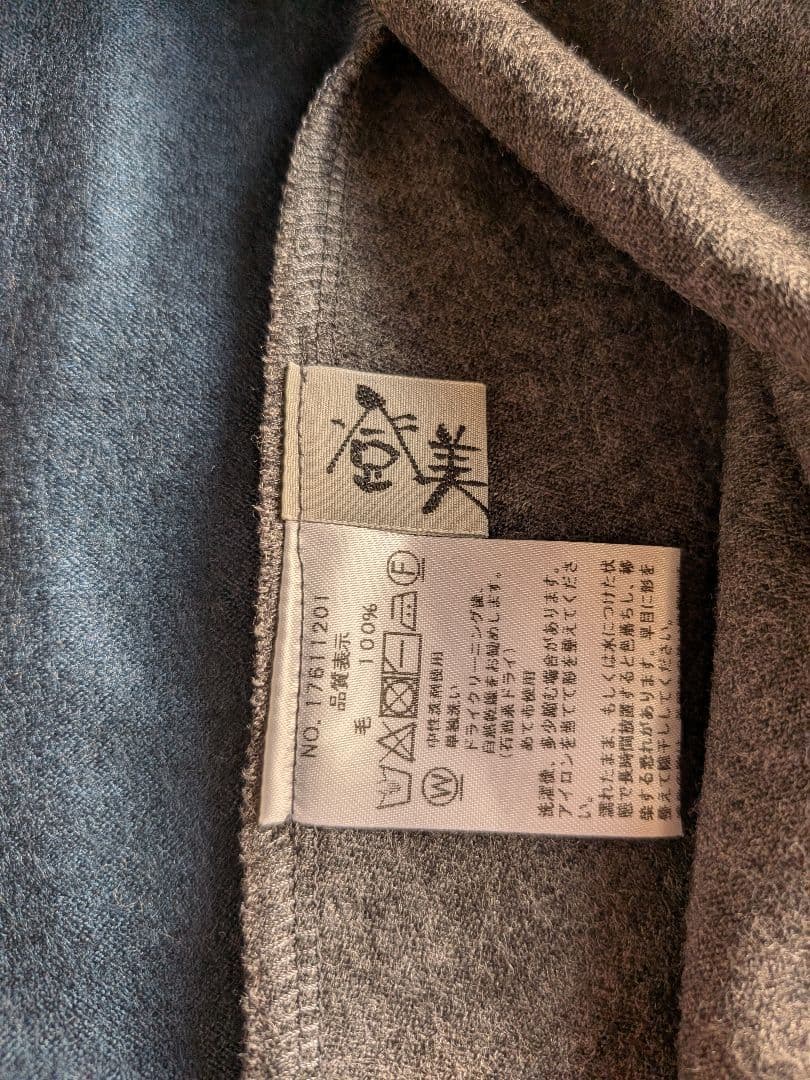 美
NO. 17611201
品質表示
毛 100%
F
W
中性洗剤使用
単独洗い
ドライクリーニング後、
自然乾燥をお勧めします。
(石油系ドライ)
あて布使用
洗濯後、多少縮む場合があります。
アイロンを当てて形を整えてくださ
い。
濡れたまま、もしくは水につけた状
態で長時間放置すると色落ちし、移
染する恐れがあります。早目に形を
整えて陰干ししてください。